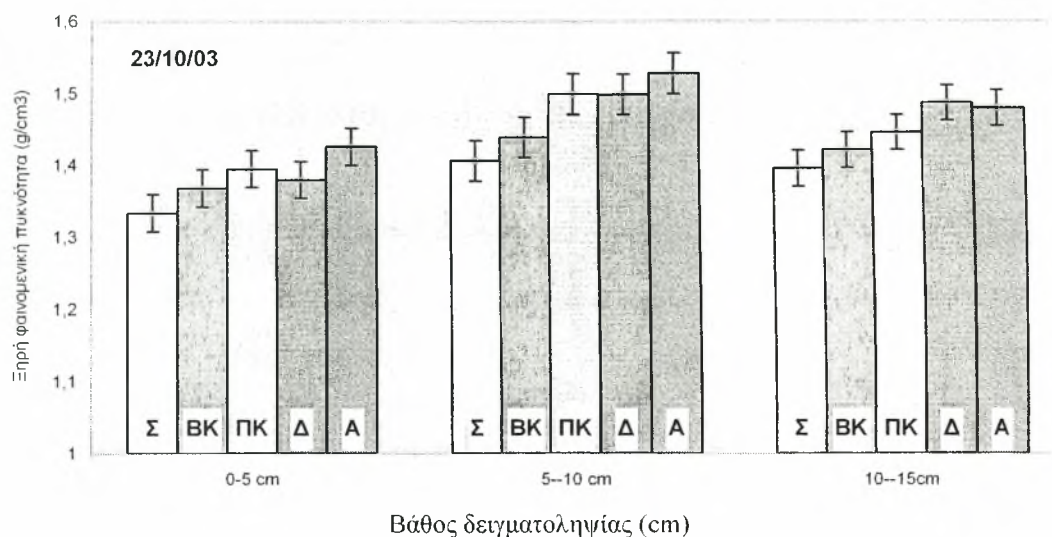 Ξηρή φαινομενική πυκνότητα (g/cm3)
1,6
1,5
1,4
1,3
1,2
1,1
1
23/10/03
Σ ΒΚ ΠΚ Δ Α
Σ ΒΚ ΠΚ Δ Α
Σ ΒΚ ΠΚ Δ Α
0-5 cm
5--10 cm
10--15cm
Βάθος δειγματοληψίας (cm)